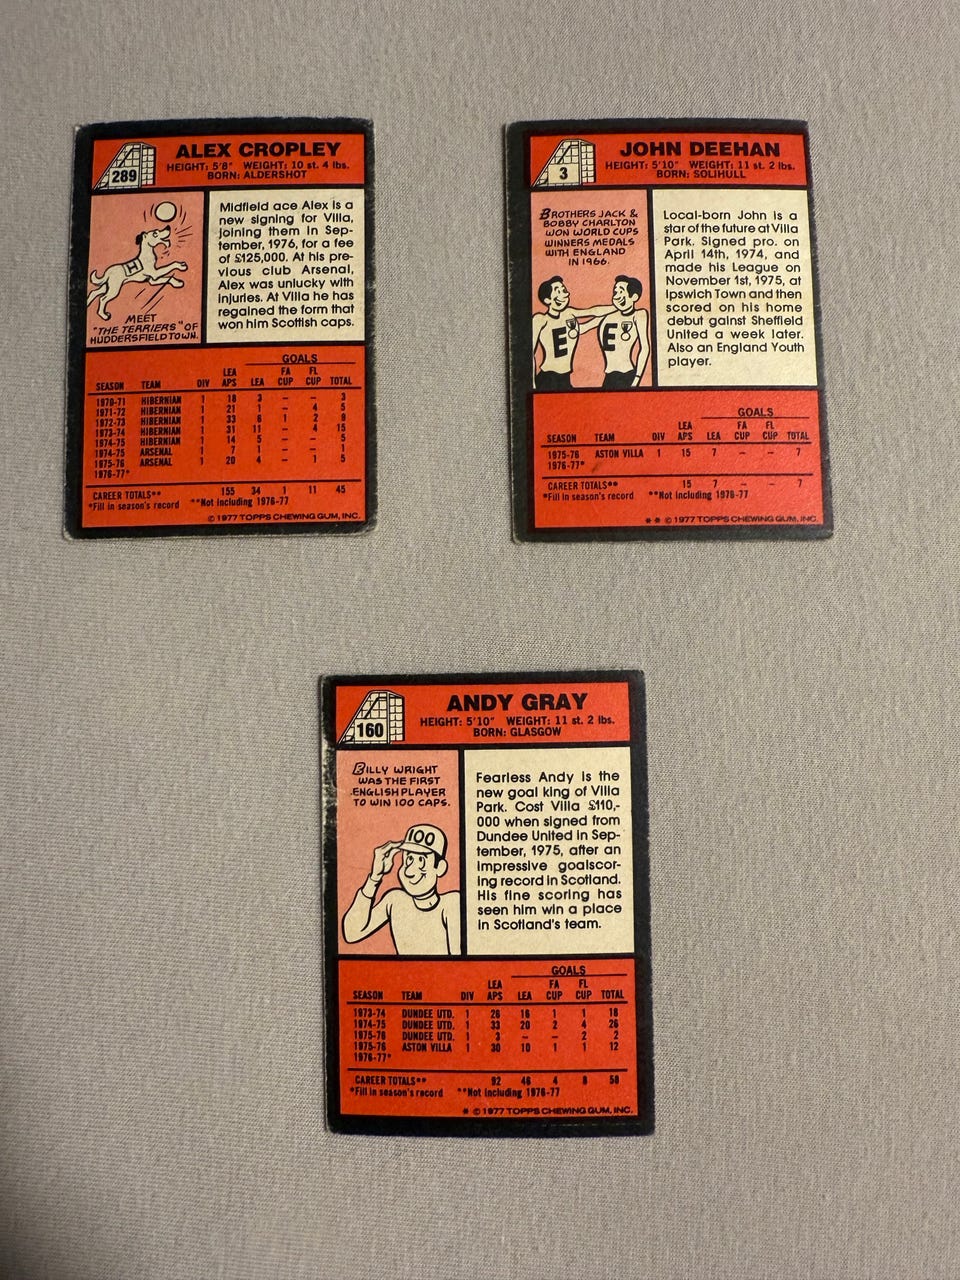 289
ALEX CROPLEY
HEIGHT: 5'8" WEIGHT: 10 st. 4 lbs.
BORN: ALDERSHOT
MEET
"THE TERRIERS" OF
HUDDERSFIELD TOWN.
Midfield ace Alex is a
new signing for Villa,
joining them in Sep-
tember, 1976, for a fee
of £125,000. At his pre-
vious club Arsenal,
Alex was unlucky with
injuries. At Villa he has
regained the form that
won him Scottish caps.
GOALS
LEA FA FL
SEASON TEAM DIV APS LEA CUP CUP TOTAL
1970-71 HIBERNIAN 1 18 3 – – 3
1971-72 HIBERNIAN 1 21 1 – 4 5
1972-73 HIBERNIAN 1 33 6 1 2 9
1973-74 HIBERNIAN 1 31 11 – 4 15
1974-75 HIBERNIAN 1 14 5 – – 5
1974-75 ARSENAL 1 7 1 – – 1
1975-76 ARSENAL 1 20 4 – 1 5
1976-77*
CAREER TOTALS** 155 34 1 11 45
*Fill in season's record **Not including 1976-77
© 1977 TOPPS CHEWING GUM, INC.
3
JOHN DEEHAN
HEIGHT: 5'10" WEIGHT: 11 st. 2 lbs.
BORN: SOLIHULL
BROTHERS JACK &
BOBBY CHARLTON
WON WORLD CUPS
WINNERS MEDALS
WITH ENGLAND
IN 1966.
E E
Local-born John is a
star of the future at Villa
Park. Signed pro. on
April 14th, 1974, and
made his League on
November 1st, 1975, at
Ipswich Town and then
scored on his home
debut gainst Sheffield
United a week later.
Also an England Youth
player.
GOALS
LEA FA FL
SEASON TEAM DIV APS LEA CUP CUP TOTAL
1975-76 ASTON VILLA 1 15 7 – – 7
1976-77*
CAREER TOTALS** 15 7 – – 7
*Fill in season's record **Not including 1976-77
** © 1977 TOPPS CHEWING GUM, INC.
160
ANDY GRAY
HEIGHT: 5'10" WEIGHT: 11 st. 2 lbs.
BORN: GLASGOW
BILLY WRIGHT
WAS THE FIRST
ENGLISH PLAYER
TO WIN 100 CAPS.
100
Fearless Andy is the
new goal king of Villa
Park. Cost Villa £110,-
000 when signed from
Dundee United in Sep-
tember, 1975, after an
impressive goalscor-
ing record in Scotland.
His fine scoring has
seen him win a place
in Scotland's team.
GOALS
LEA FA FL
SEASON TEAM DIV APS LEA CUP CUP TOTAL
1973-74 DUNDEE UTD. 1 26 16 1 1 18
1974-75 DUNDEE UTD. 1 33 20 2 4 26
1975-76 DUNDEE UTD. 1 3 – – 2 2
1975-76 ASTON VILLA 1 30 10 1 1 12
1976-77*
CAREER TOTALS** 92 46 4 8 58
*Fill in season's record **Not including 1976-77
* © 1977 TOPPS CHEWING GUM, INC.